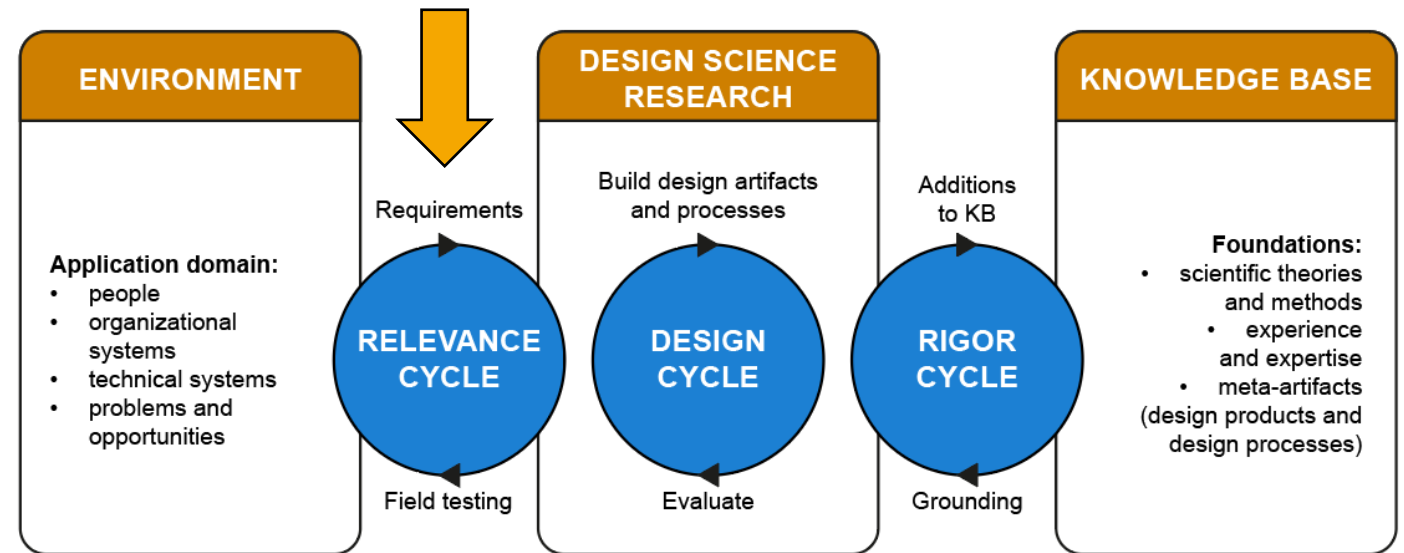 ENVIRONMENT
Application domain:
• people
• organizational
systems
• technical systems
• problems and
opportunities
Requirements
RELEVANCE
CYCLE
Field testing
DESIGN SCIENCE
RESEARCH
Build design artifacts
and processes
DESIGN
CYCLE
Evaluate
Additions
to KB
RIGOR
CYCLE
Grounding
KNOWLEDGE BASE
Foundations:
• scientific theories
and methods
• experience
and expertise
• meta-artifacts
(design products and
design processes)